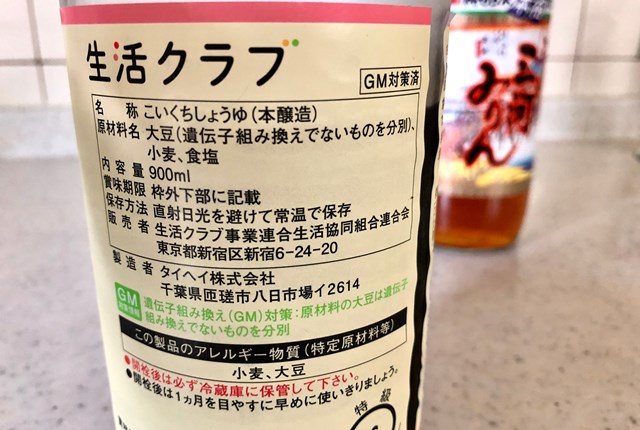 生活クラブ
GM対策済
名称 こいくちしょうゆ(本醸造)
原材料名 大豆(遺伝子組み換えでないものを分別)、
小麦、食塩
内容量 900ml
賞味期限 枠外下部に記載
保存方法 直射日光を避けて常温で保存
販売者 生活クラブ事業連合生活協同組合連合会
東京都新宿区新宿6-24-20
製造者 タイヘイ株式会社
千葉県匝瑳市八日市場イ2614
GM
遺伝子組み換え(GM)対策:原材料の大豆は遺伝子
組み換えでないものを分別
この製品のアレルギー物質(特定原材料等)
小麦、大豆
●開栓後は必ず冷蔵庫に保管して下さい。
●開栓後は1ヵ月を目やすに早めに使いきりましょう。
特級
三河
みりん